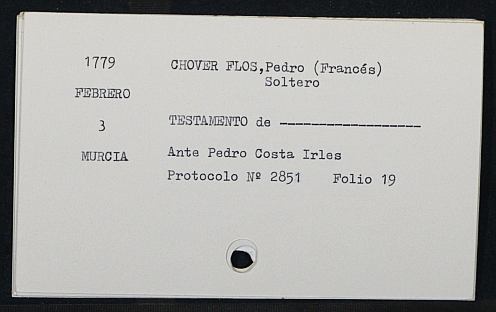 1779
CHOVER FLOS,Pedro (Francés)
Soltero
FEBRERO
3
TESTAMENTO de ------------------
MURCIA
Ante Pedro Costa Irles
Protocolo Nº 2851 Folio 19